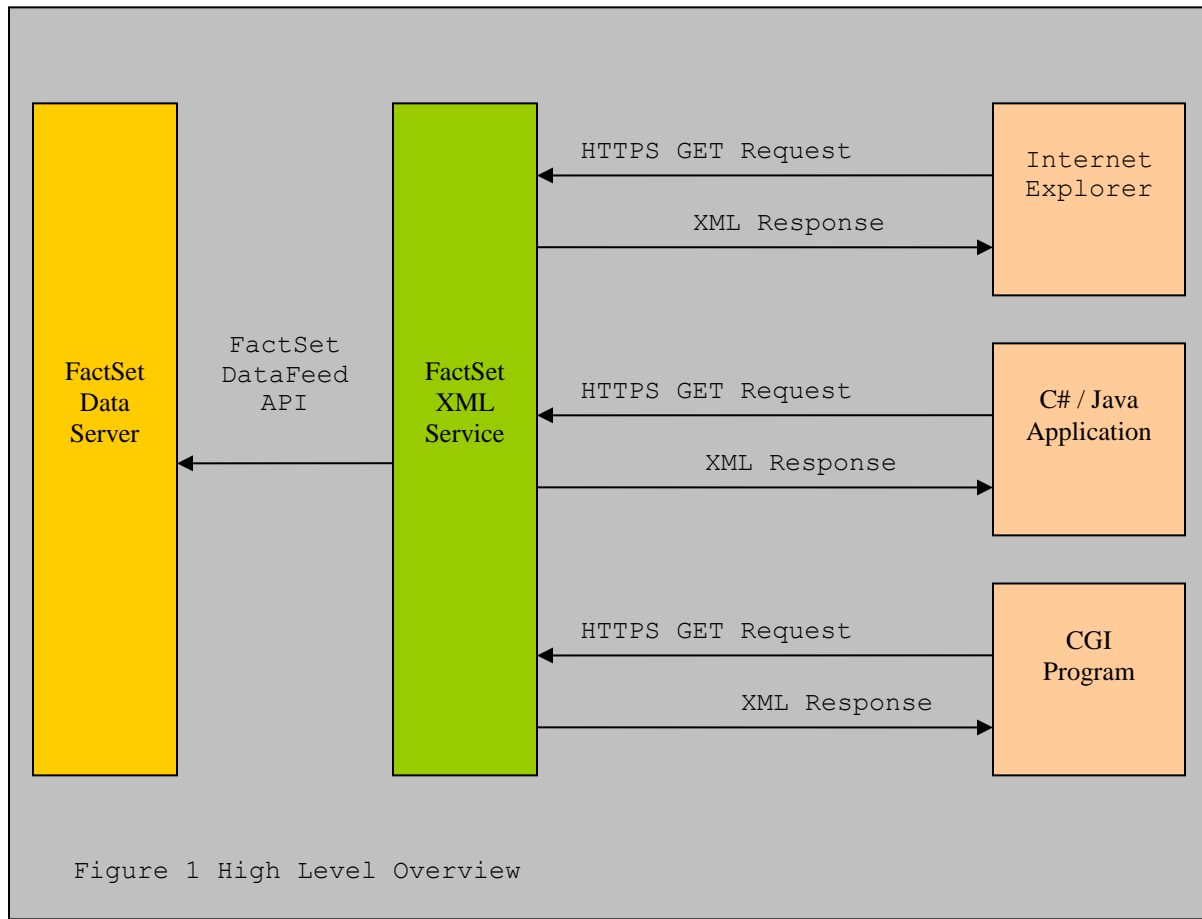 HTTPS GET Request
Internet
Explorer
XML Response
FactSet
DataFeed
API
FactSet
Data
Server
FactSet
XML
Service
HTTPS GET Request
C# / Java
Application
XML Response
HTTPS GET Request
CGI
Program
XML Response
Figure 1 High Level Overview